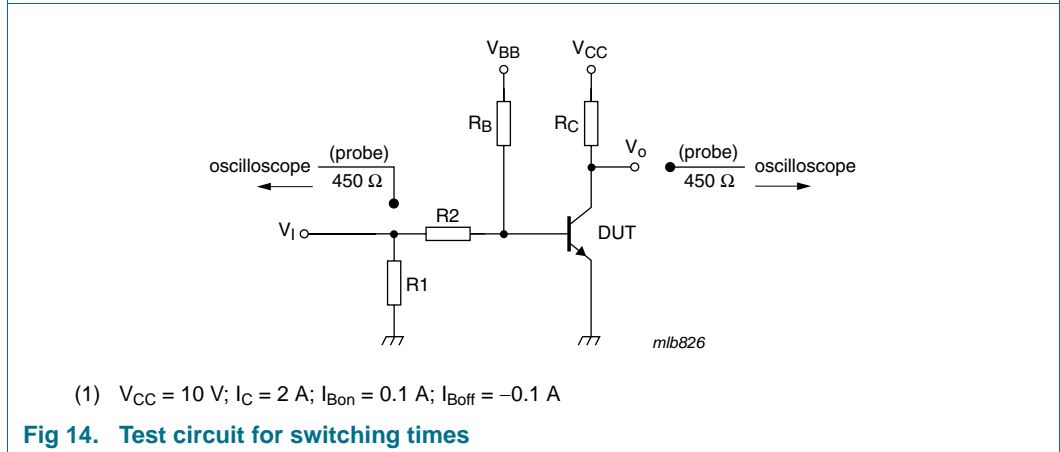 VBB
VCC
RB
RC
Vo
(probe)
450 Ω
oscilloscope
(probe)
450 Ω
oscilloscope
R2
VI
DUT
R1
mlb826
(1) VCC = 10 V; IC = 2 A; IBon = 0.1 A; IBoff = −0.1 A
Fig 14. Test circuit for switching times